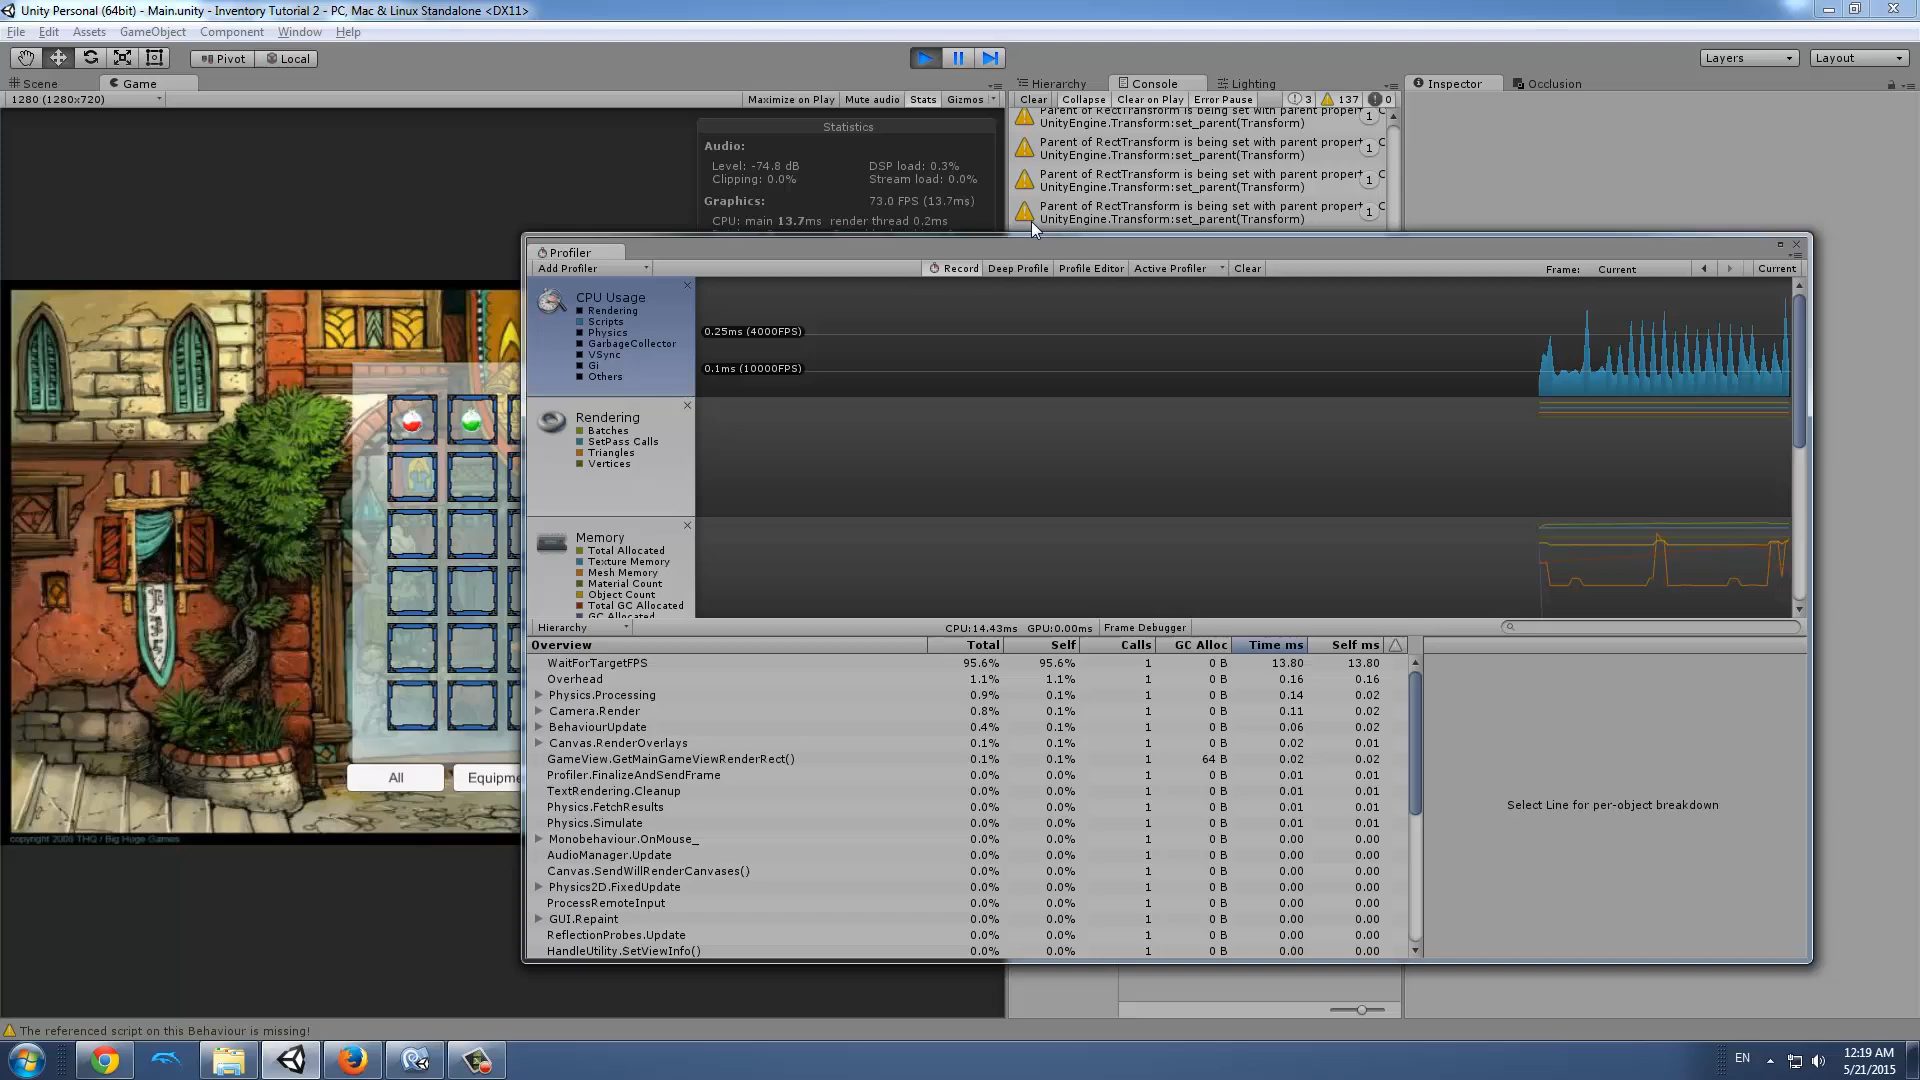 Unity Personal (64bit) - Main.unity - Inventory Tutorial 2 - PC, Mac & Linux Standalone <DX11>
File Edit Assets GameObject Component Window Help
Pivot Local Layers Layout
Scene Game Hierarchy Console Lighting Inspector Occlusion
1280 (1280x720) Maximize on Play Mute audio Stats Gizmos Clear Collapse Clear on Play Error Pause 3 137 0
Statistics
Audio:
Level: -74.8 dB DSP load: 0.3%
Clipping: 0.0% Stream load: 0.0%
Graphics: 73.0 FPS (13.7ms)
CPU: main 13.7ms render thread 0.2ms
Parent of RectTransform is being set with parent propert
UnityEngine.Transform:set_parent(Transform)
1
Parent of RectTransform is being set with parent propert
UnityEngine.Transform:set_parent(Transform)
1
Parent of RectTransform is being set with parent propert
UnityEngine.Transform:set_parent(Transform)
1
Parent of RectTransform is being set with parent propert
UnityEngine.Transform:set_parent(Transform)
1
Profiler
Add Profiler Record Deep Profile Profile Editor Active Profiler Clear Frame: Current Current
CPU Usage
Rendering
Scripts
Physics
GarbageCollector
VSync
Gi
Others
0.25ms (4000FPS)
0.1ms (10000FPS)
Rendering
Batches
SetPass Calls
Triangles
Vertices
Memory
Total Allocated
Texture Memory
Mesh Memory
Material Count
Object Count
Total GC Allocated
GC Allocated
Hierarchy CPU:14.43ms GPU:0.00ms Frame Debugger
Overview Total Self Calls GC Alloc Time ms Self ms
WaitForTargetFPS 95.6% 95.6% 1 0 B 13.80 13.80
Overhead 1.1% 1.1% 1 0 B 0.16 0.16
Physics.Processing 0.9% 0.1% 1 0 B 0.14 0.02
Camera.Render 0.8% 0.1% 1 0 B 0.11 0.02
BehaviourUpdate 0.4% 0.1% 1 0 B 0.06 0.02
Canvas.RenderOverlays 0.1% 0.1% 1 0 B 0.02 0.01
GameView.GetMainGameViewRenderRect() 0.1% 0.1% 1 64 B 0.02 0.02
Profiler.FinalizeAndSendFrame 0.0% 0.0% 1 0 B 0.01 0.01
TextRendering.Cleanup 0.0% 0.0% 1 0 B 0.01 0.01
Physics.FetchResults 0.0% 0.0% 1 0 B 0.01 0.01
Physics.Simulate 0.0% 0.0% 1 0 B 0.01 0.01
Monobehaviour.OnMouse_ 0.0% 0.0% 1 0 B 0.00 0.00
AudioManager.Update 0.0% 0.0% 1 0 B 0.00 0.00
Canvas.SendWillRenderCanvases() 0.0% 0.0% 1 0 B 0.00 0.00
Physics2D.FixedUpdate 0.0% 0.0% 1 0 B 0.00 0.00
ProcessRemoteInput 0.0% 0.0% 1 0 B 0.00 0.00
GUI.Repaint 0.0% 0.0% 1 0 B 0.00 0.00
ReflectionProbes.Update 0.0% 0.0% 1 0 B 0.00 0.00
HandleUtility.SetViewInfo() 0.0% 0.0% 1 0 B 0.00 0.00
Select Line for per-object breakdown
All Equipme
copyright 2008 THQ / Big Huge Games
The referenced script on this Behaviour is missing!
EN
12:19 AM
5/21/2015